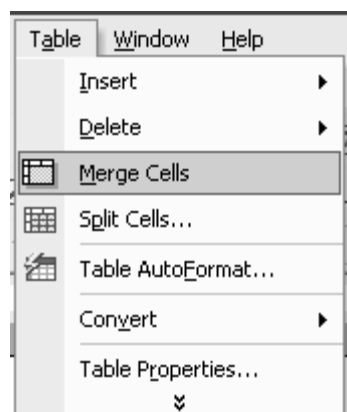 Table Window Help
Insert
Delete
Merge Cells
Split Cells...
Table AutoFormat...
Convert
Table Properties...